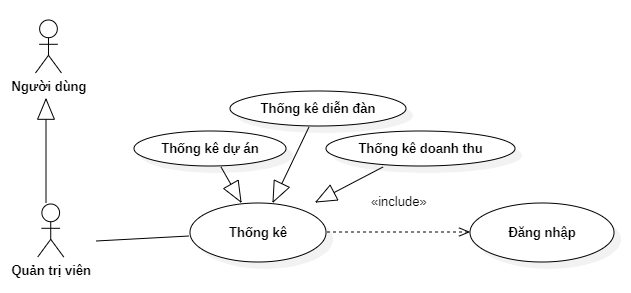 Người dùng
Thống kê diễn đàn
Thống kê dự án
Thống kê doanh thu
«include»
Thống kê
Đăng nhập
Quản trị viên